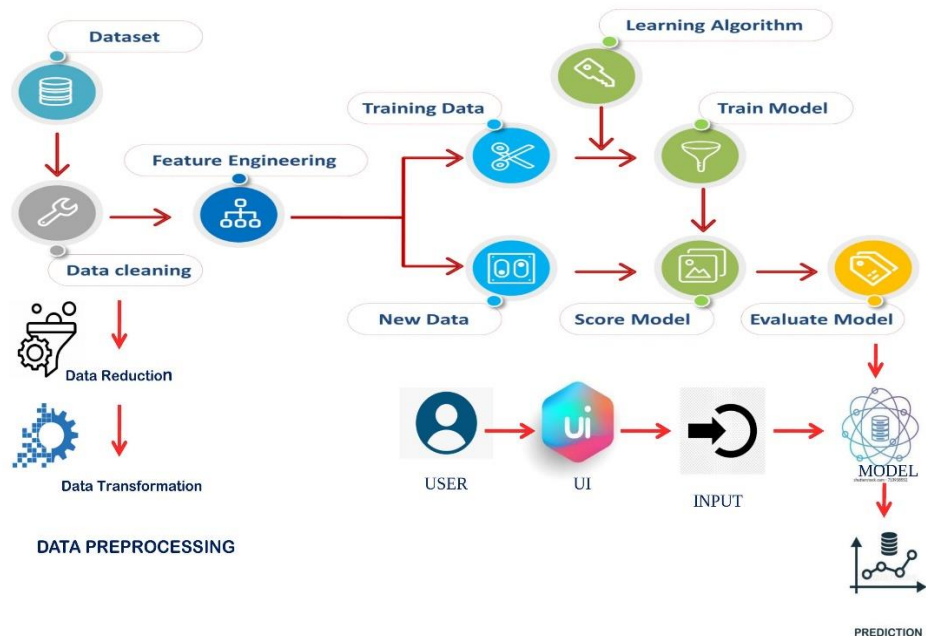 Dataset
Learning Algorithm
Training Data
Train Model
Feature Engineering
Data cleaning
New Data
Score Model
Evaluate Model
Data Reduction
Data Transformation
ui
USER
UI
INPUT
MODEL
DATA PREPROCESSING
PREDICTION